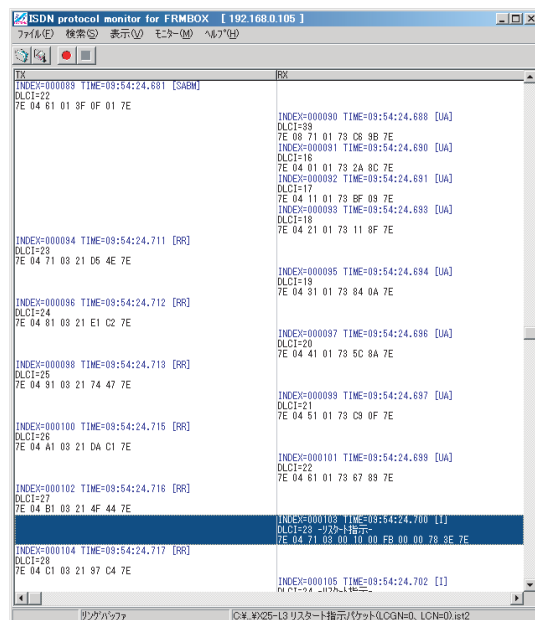 ISDN protocol monitor for FRMBOX [ 192.168.0.105 ]
ファイル(F) 検索(S) 表示(V) モニター(M) ヘルプ(H)
TX RX
INDEX=000089 TIME=09:54:24.681 [SABM]
DLCI=22
7E 04 61 01 3F 0F 01 7E
INDEX=000090 TIME=09:54:24.688 [UA]
DLCI=39
7E 08 71 01 73 C6 9B 7E
INDEX=000091 TIME=09:54:24.690 [UA]
DLCI=16
7E 04 01 01 73 2A 8C 7E
INDEX=000092 TIME=09:54:24.691 [UA]
DLCI=17
7E 04 11 01 73 BF 09 7E
INDEX=000093 TIME=09:54:24.693 [UA]
DLCI=18
7E 04 21 01 73 11 8F 7E
INDEX=000094 TIME=09:54:24.711 [RR]
DLCI=23
7E 04 71 03 21 D5 4E 7E
INDEX=000095 TIME=09:54:24.694 [UA]
DLCI=19
7E 04 31 01 73 84 0A 7E
INDEX=000096 TIME=09:54:24.712 [RR]
DLCI=24
7E 04 81 03 21 E1 C2 7E
INDEX=000097 TIME=09:54:24.696 [UA]
DLCI=20
7E 04 41 01 73 5C 8A 7E
INDEX=000098 TIME=09:54:24.713 [RR]
DLCI=25
7E 04 91 03 21 74 47 7E
INDEX=000099 TIME=09:54:24.697 [UA]
DLCI=21
7E 04 51 01 73 C9 0F 7E
INDEX=000100 TIME=09:54:24.715 [RR]
DLCI=26
7E 04 A1 03 21 DA C1 7E
INDEX=000101 TIME=09:54:24.699 [UA]
DLCI=22
7E 04 61 01 73 67 89 7E
INDEX=000102 TIME=09:54:24.716 [RR]
DLCI=27
7E 04 B1 03 21 4F 44 7E
INDEX=000103 TIME=09:54:24.700 [I]
DLCI=23 -リスタート指示-
7E 04 71 03 00 10 00 FB 00 00 78 3E 7E
INDEX=000104 TIME=09:54:24.717 [RR]
DLCI=28
7E 04 C1 03 21 97 C4 7E
INDEX=000105 TIME=09:54:24.702 [I]
DLCI=24 -リスタート指示-
リングバッファ C:¥..¥X25-L3 リスタート指示パケット(LCGN=0、LCN=0).ist2